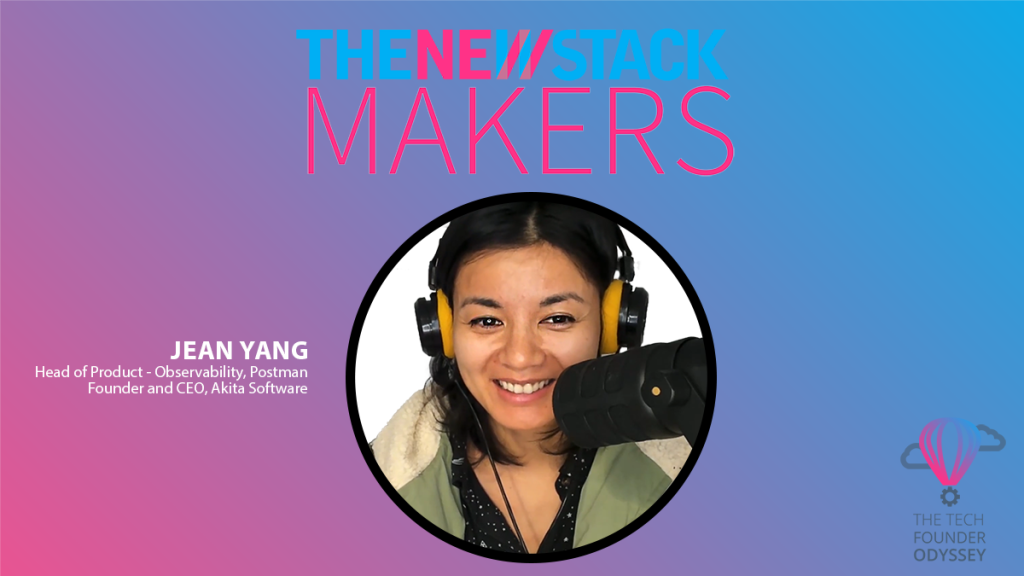 THENEWSTACK
MAKERS
JEAN YANG
Head of Product - Observability, Postman
Founder and CEO, Akita Software
THE TECH
FOUNDER
ODYSSEY